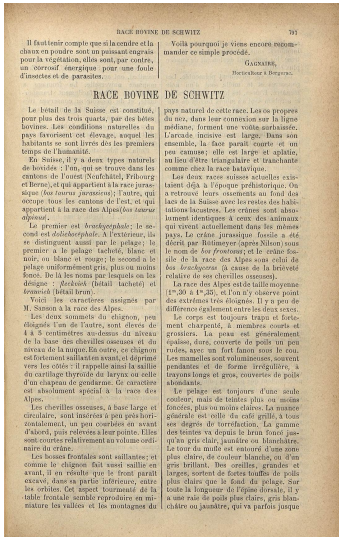 RACE BOVINE DE SCHWITZ 781
Il faut tenir compte que si la cendre et la
chaux en poudre sont un puissant engrais
pour la végétation, elles sont, par contre,
un corrosif énergique pour une foule
d'insectes et de parasites.
Voilà pourquoi je viens encore recom-
mander ce simple procédé.
GAGNAIRE,
Horticulteur à Bergerac.
RACE BOVINE DE SCHWITZ
Le bétail de la Suisse est constitué,
pour plus des trois quarts, par des bêtes
bovines. Les conditions naturelles du
pays favorisent cet élevage, auquel les
habitants se sont livrés dès les premiers
temps de l'humanité.
En Suisse, il y a deux types naturels
de bovidés : l'un, qui se trouve dans les
cantons de l'ouest (Neufchâtel, Fribourg
et Berne), et qui appartient à la race juras-
sique (bos taurus jurassicus); l'autre, qui
occupe tous les cantons de l'est, et qui
appartient à la race des Alpes (bos taurus
alpinus).
Le premier est brachycéphale; le se-
cond est dolichocéphale. A l'extérieur, ils
se distinguent aussi par le pelage; le
premier a le pelage tacheté, blanc et
noir, ou blanc et rouge; le second a le
pelage uniformément gris, plus ou moins
foncé. De là les noms par lesquels on les
désigne : fleckvieh (bétail tacheté) et
braunvieh (bétail brun).
Voici les caractères assignés par
M. Sanson à la race des Alpes.
Les deux sommets du chignon, peu
éloignés l'un de l'autre, sont élevés de
4 à 5 centimètres au-dessus du niveau
de la base des chevilles osseuses et du
niveau de la nuque. En outre, ce chignon
est fortement saillant en avant, et déprimé
vers les côtés : il rappelle ainsi la saillie
du cartilage thyroïde du larynx ou celle
d'un chapeau de gendarme. Ce caractère
est absolument spécial à la race des
Alpes.
Les chevilles osseuses, à base large et
circulaire, sont insérées à peu près hori-
zontalement, un peu courbées en avant
d'abord, puis relevées à leur pointe. Elles
sont courtes relativement au volume ordi-
naire du crâne.
Les bosses frontales sont saillantes; et
comme le chignon fait aussi saillie en
avant, il en résulte que le front paraît
excavé, dans sa partie inférieure, entre
les orbites. Cet aspect tourmenté de la
table frontale semble reproduire en mi-
niature les vallées et les montagnes du
pays naturel de cette race. Les os propres
du nez, dans leur connexion sur la ligne
médiane, forment une voûte surbaissée,
l'arcade incisive est large. Dans son
ensemble, la face paraît courte et un
peu camuse; elle est large et aplatie,
au lieu d'être triangulaire et tranchante
comme chez la race batavique.
Les deux races suisses actuelles exis-
taient déjà à l'époque préhistorique. On
a retrouvé leurs ossements au fond des
lacs de la Suisse avec les restes des habi-
tations lacustres. Les crânes sont abso-
lument identiques à ceux des animaux
qui vivent actuellement dans les mêmes
pays. Le crâne jurassique fossile a été
décrit par Rütimeyer (après Nilson) sous
le nom de bos frontosus; et le crâne fos-
sile de la race des Alpes sous celui de
bos brachyceros (à cause de la brièveté
relative de ses chevilles osseuses).
La race des Alpes est de taille moyenne
(1m,30 à 1m,35), et l'on n'y observe point
des extrêmes très éloignés. Il y a peu de
différence également entre les deux sexes.
Le corps est toujours trapu et forte-
ment charpenté, à membres courts et
grossiers. La peau est généralement
épaisse, dure, couverte de poils un peu
rudes, avec un fort fanon sous le cou.
Les mamelles sont volumineuses, souvent
pendantes et de forme irrégulière, à
trayons longs et gros, couvertes de poils
abondants.
Le pelage est toujours d'une seule
couleur, mais de teintes plus ou moins
foncées, plus ou moins claires. La nuance
générale est celle du café grillé, à tous
ses degrés de torréfaction. La gamme
des teintes va depuis le brun foncé jus-
qu'au gris clair, jaunâtre ou blanchâtre.
Le tour du mufle est entouré d'une zone
plus claire, de couleur blanche, ou d'un
gris brillant. Des oreilles, grandes et
larges, sortent de fortes touffes de poils
plus clairs que le fond du pelage. Sur
toute la longueur de l'épine dorsale, il y
a une raie de poils plus clairs, gris blan-
châtre ou jaunâtre, qui va parfois jusque